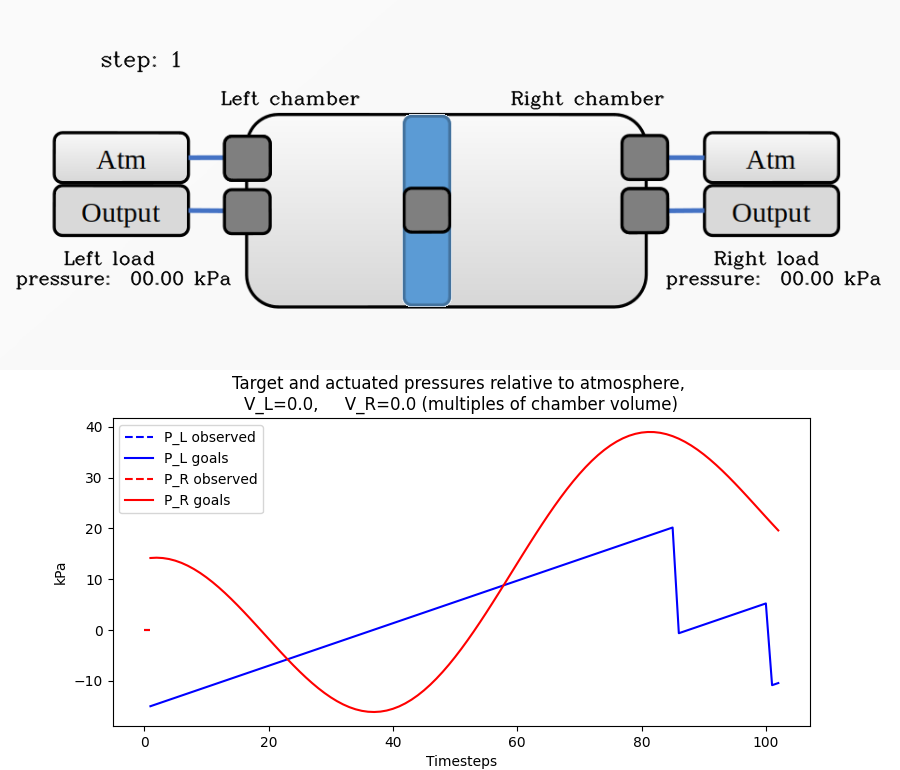 step: 1
Left chamber
Right chamber
Atm
Atm
Output
Output
Left load
pressure: 00.00 kPa
Right load
pressure: 00.00 kPa
Target and actuated pressures relative to atmosphere,
V_L=0.0, V_R=0.0 (multiples of chamber volume)
P_L observed
P_L goals
P_R observed
P_R goals
kPa
40
30
20
10
0
−10
0 20 40 60 80 100
Timesteps